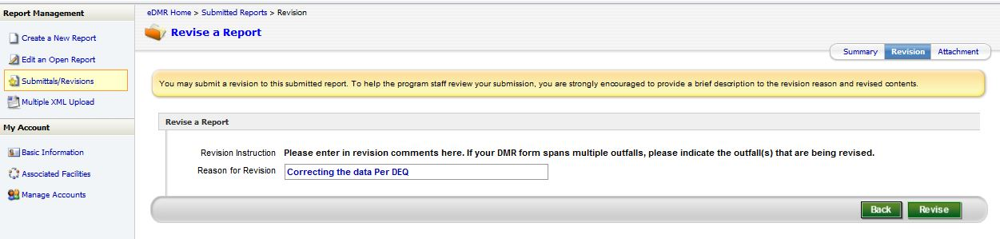 Report Management
Create a New Report
Edit an Open Report
Submittals/Revisions
Multiple XML Upload
My Account
Basic Information
Associated Facilities
Manage Accounts
eDMR Home > Submitted Reports > Revision
Revise a Report
Summary Revision Attachment
You may submit a revision to this submitted report. To help the program staff review your submission, you are strongly encouraged to provide a brief description to the revision reason and revised contents.
Revise a Report
Revision Instruction Please enter in revision comments here. If your DMR form spans multiple outfalls, please indicate the outfall(s) that are being revised.
Reason for Revision Correcting the data Per DEQ
Back Revise